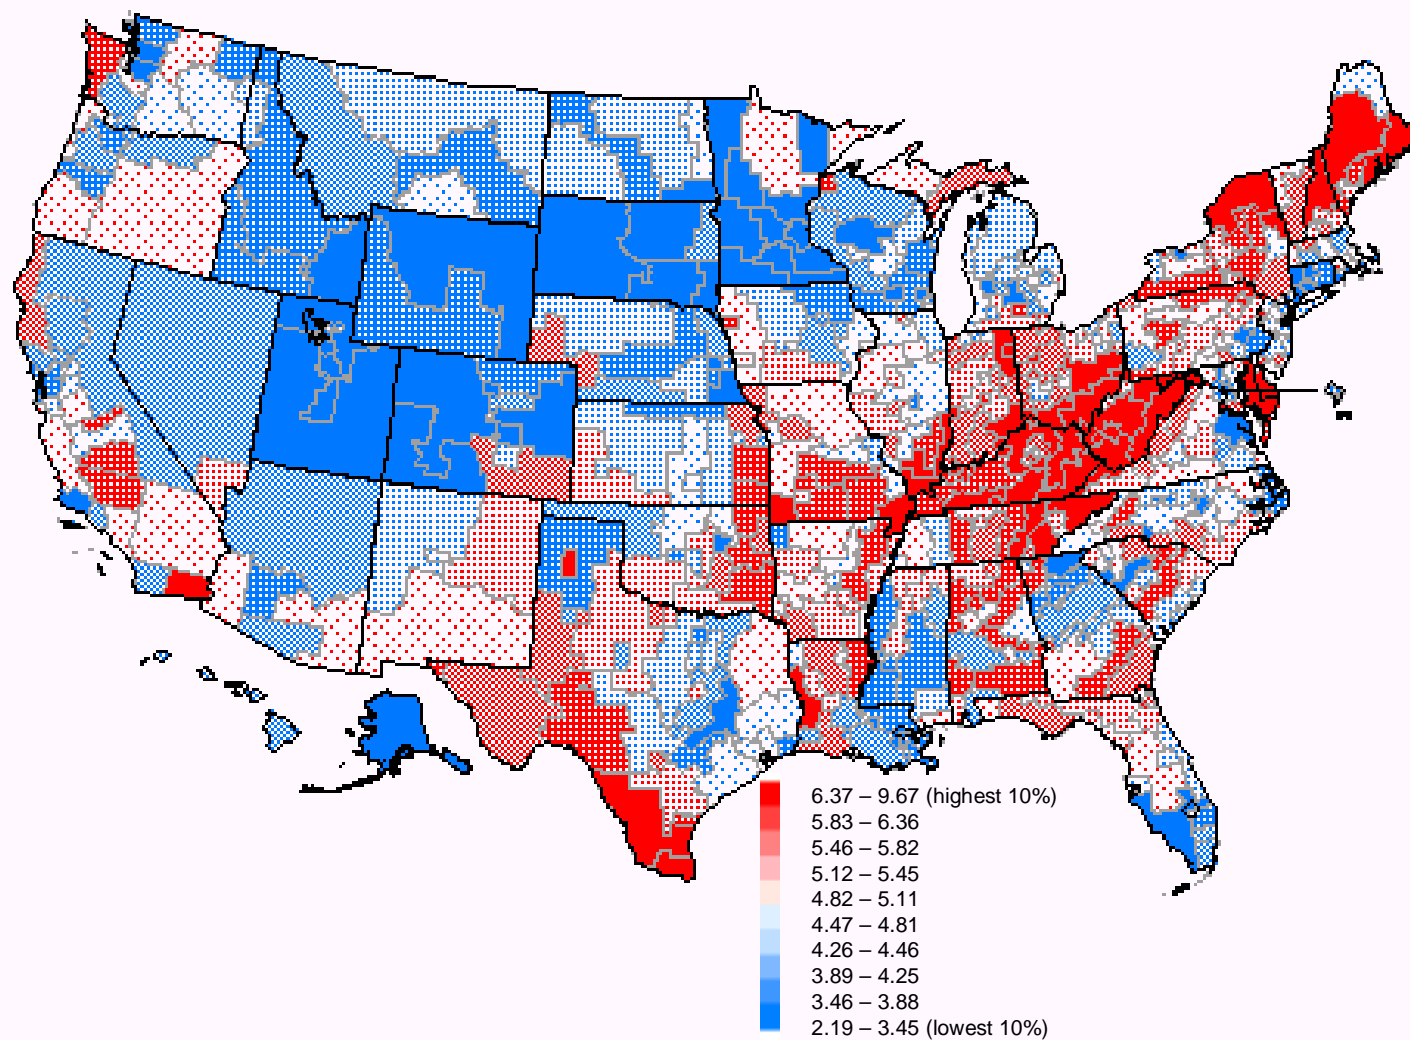 6.37 – 9.67 (highest 10%)
5.83 – 6.36
5.46 – 5.82
5.12 – 5.45
4.82 – 5.11
4.47 – 4.81
4.26 – 4.46
3.89 – 4.25
3.46 – 3.88
2.19 – 3.45 (lowest 10%)